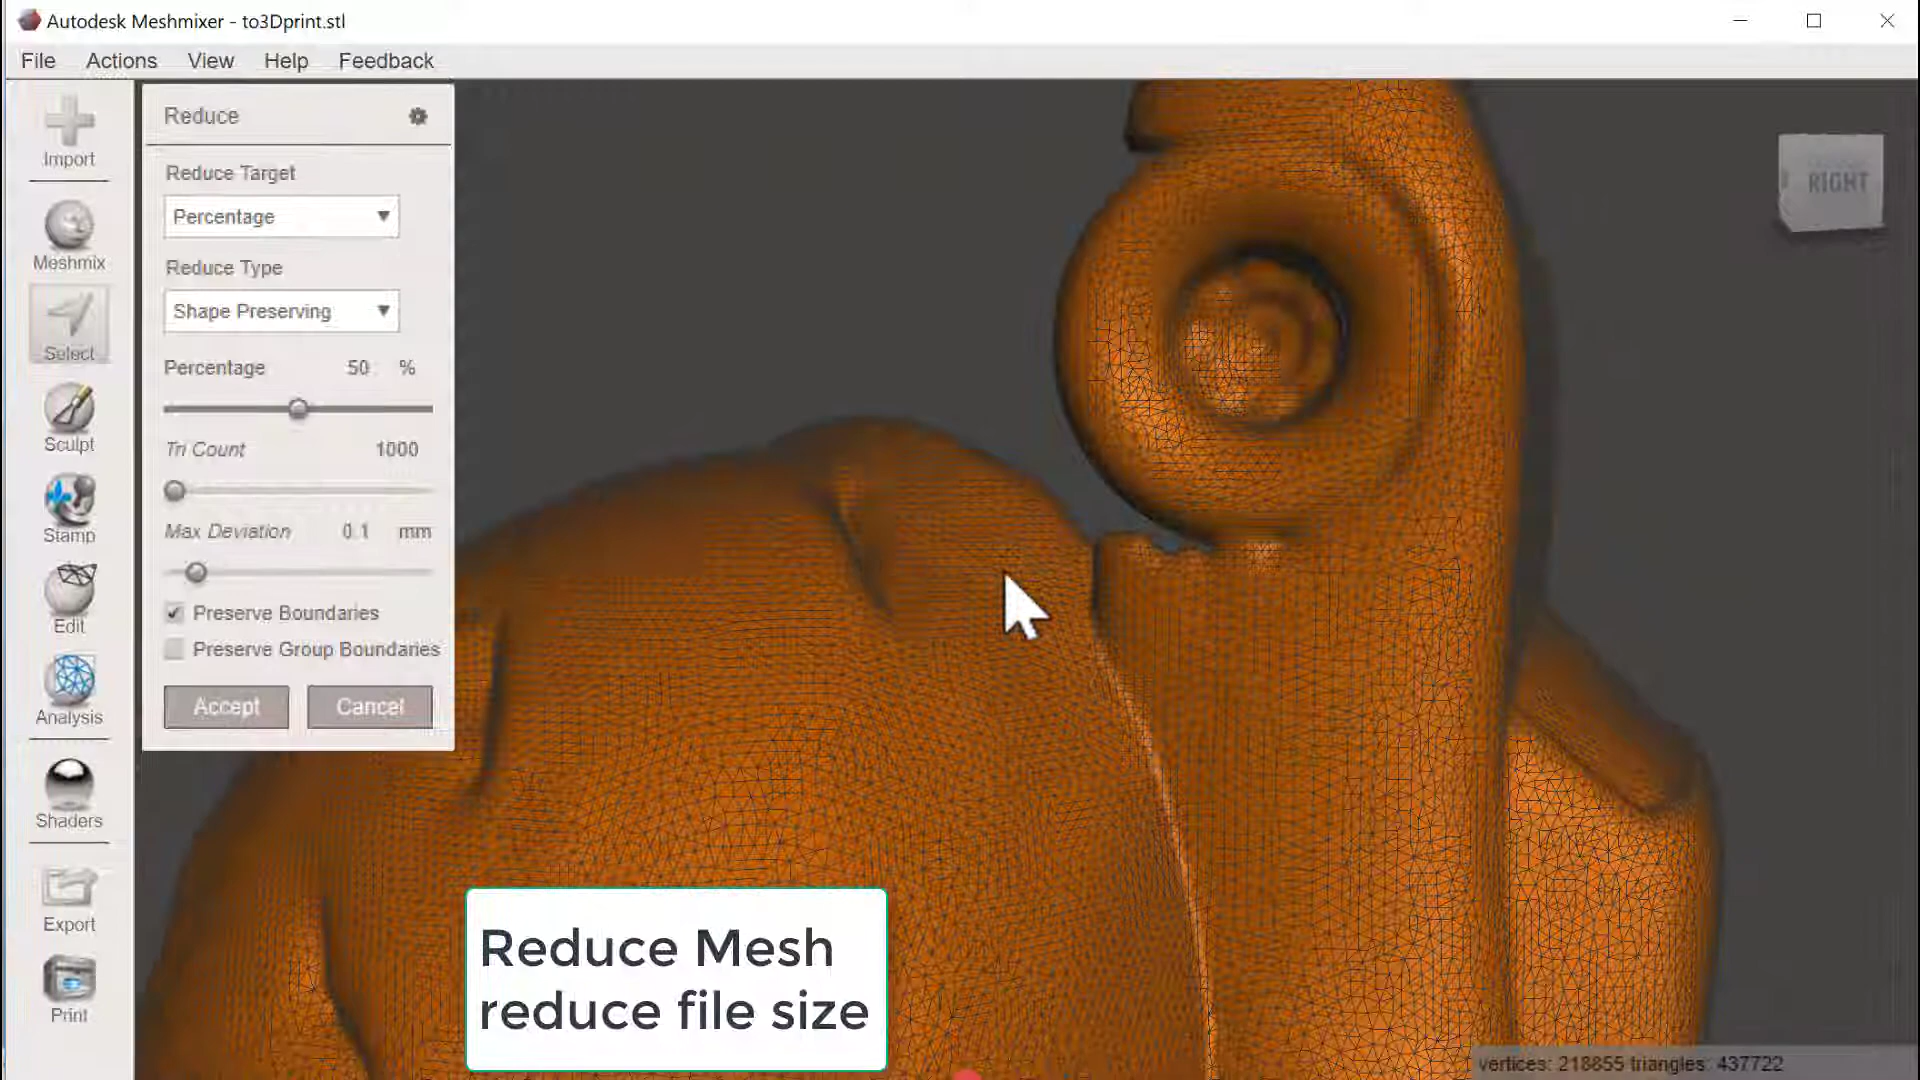 Autodesk Meshmixer - to3Dprint.stl
File Actions View Help Feedback
Import
Meshmix
Select
Sculpt
Stamp
Edit
Analysis
Shaders
Export
Print
Reduce
Reduce Target
Percentage
Reduce Type
Shape Preserving
Percentage 50 %
Tri Count 1000
Max Deviation 0.1 mm
Preserve Boundaries
Preserve Group Boundaries
Accept Cancel
RIGHT
Reduce Mesh
reduce file size
vertices: 218855 triangles: 437722